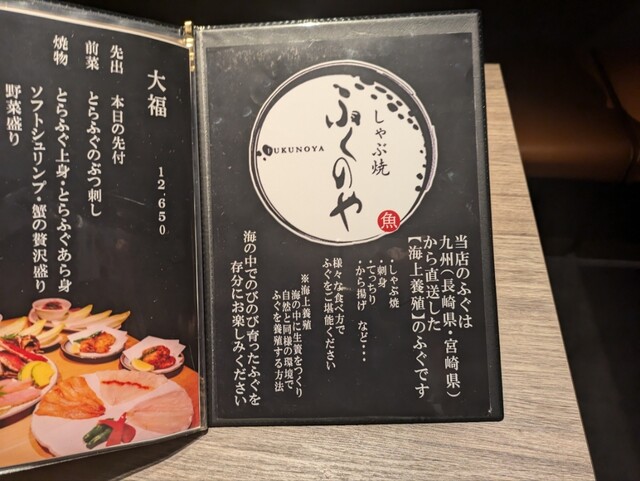 しゃぶ焼
ふくのや
FUKUNOYA
魚
当店のふぐは
九州(長崎県・宮崎県)
から直送した
【海上養殖】のふぐです
・しゃぶ焼
・刺身
・てっちり
・から揚げ など・・・
様々な食べ方で
ふぐをご堪能ください
※海上養殖
海の中に生簀をつくり
自然と同様の環境で
ふぐを養殖する方法
海の中でのびのび育ったふぐを
存分にお楽しみください
大福 12,650
先出 本日の先付
前菜 とらふぐのぶつ刺し
焼物 とらふぐ上身・とらふぐあら身
ソフトシュリンプ・蟹の贅沢盛り
野菜盛り